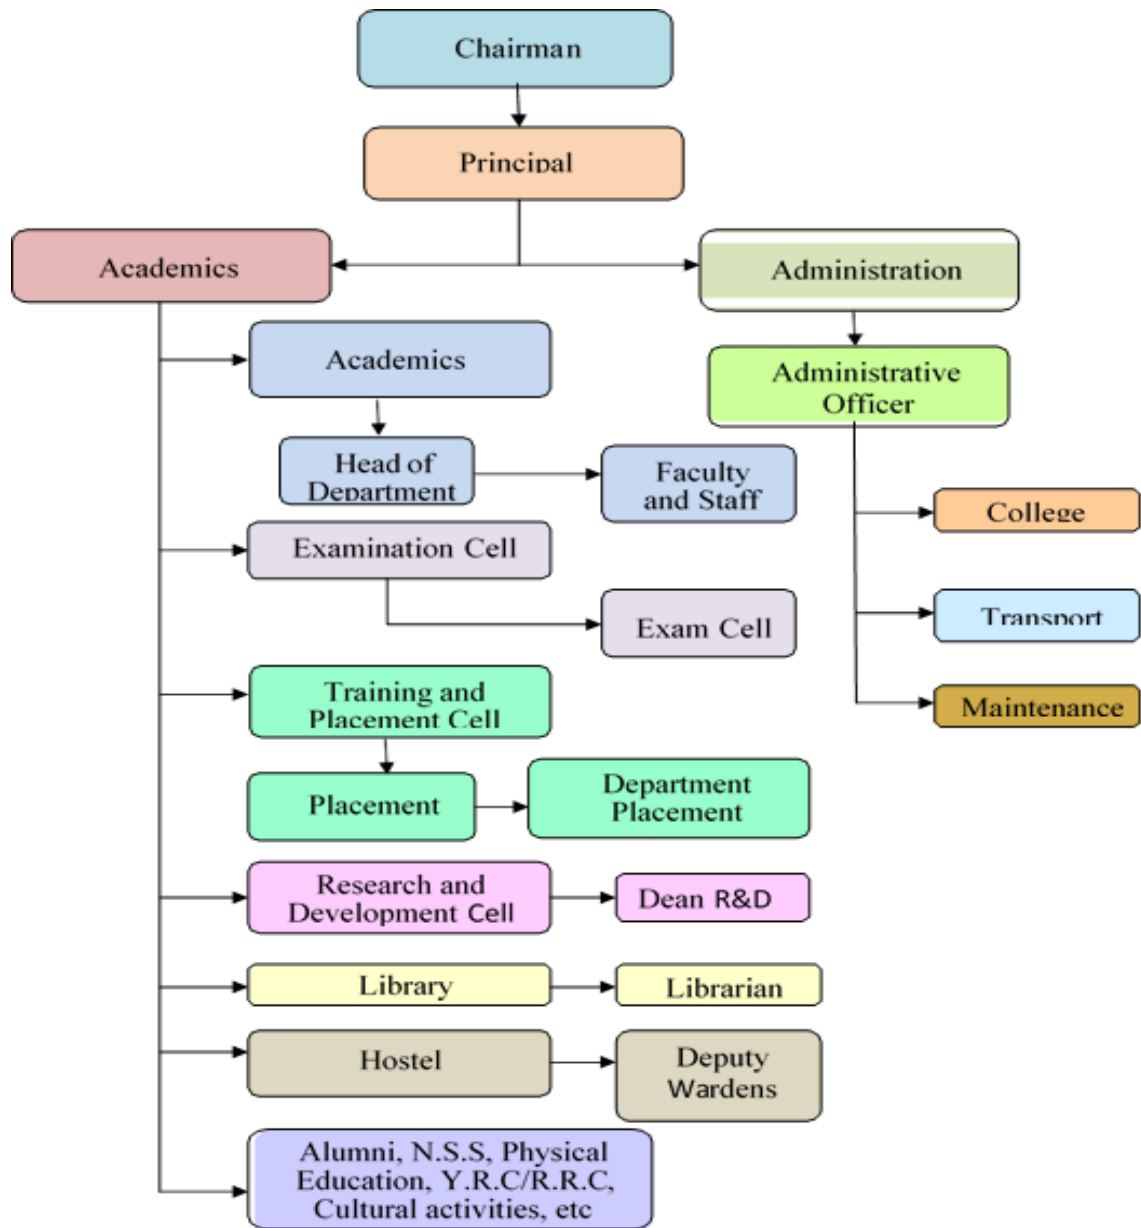 Chairman
Principal
Academics
Administration
Academics
Administrative
Officer
Head of
Department
Faculty
and Staff
College
Examination Cell
Transport
Exam Cell
Training and
Placement Cell
Maintenance
Placement
Department
Placement
Research and
Development Cell
Dean R&D
Library
Librarian
Hostel
Deputy
Wardens
Alumni, N.S.S, Physical
Education, Y.R.C/R.R.C,
Cultural activities, etc